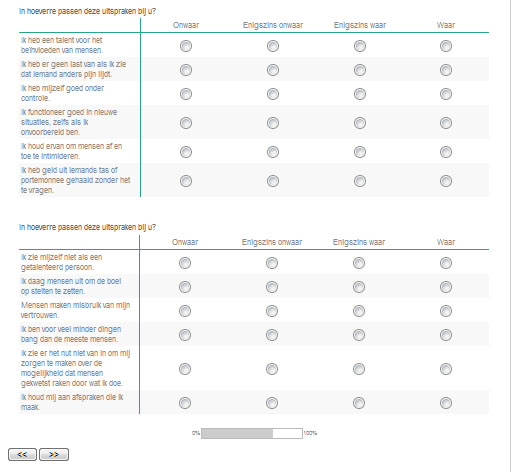 In hoeverre passen deze uitspraken bij u?
Onwaar Enigszins onwaar Enigszins waar Waar
Ik heb een talent voor het
beïnvloeden van mensen.
Ik heb er geen last van als ik zie
dat iemand anders pijn lijdt.
Ik heb mijzelf goed onder
controle.
Ik functioneer goed in nieuwe
situaties, zelfs als ik
onvoorbereid ben.
Ik houd ervan om mensen af en
toe te intimideren.
Ik heb geld uit iemands tas of
portemonnee gehaald zonder het
te vragen.
In hoeverre passen deze uitspraken bij u?
Onwaar Enigszins onwaar Enigszins waar Waar
Ik zie mijzelf niet als een
getalenteerd persoon.
Ik daag mensen uit om de boel
op stelten te zetten.
Mensen maken misbruik van mijn
vertrouwen.
Ik ben voor veel minder dingen
bang dan de meeste mensen.
Ik zie er het nut niet van in om mij
zorgen te maken over de
mogelijkheid dat mensen
gekwetst raken door wat ik doe.
Ik houd mij aan afspraken die ik
maak.
0% 100%
<< >>